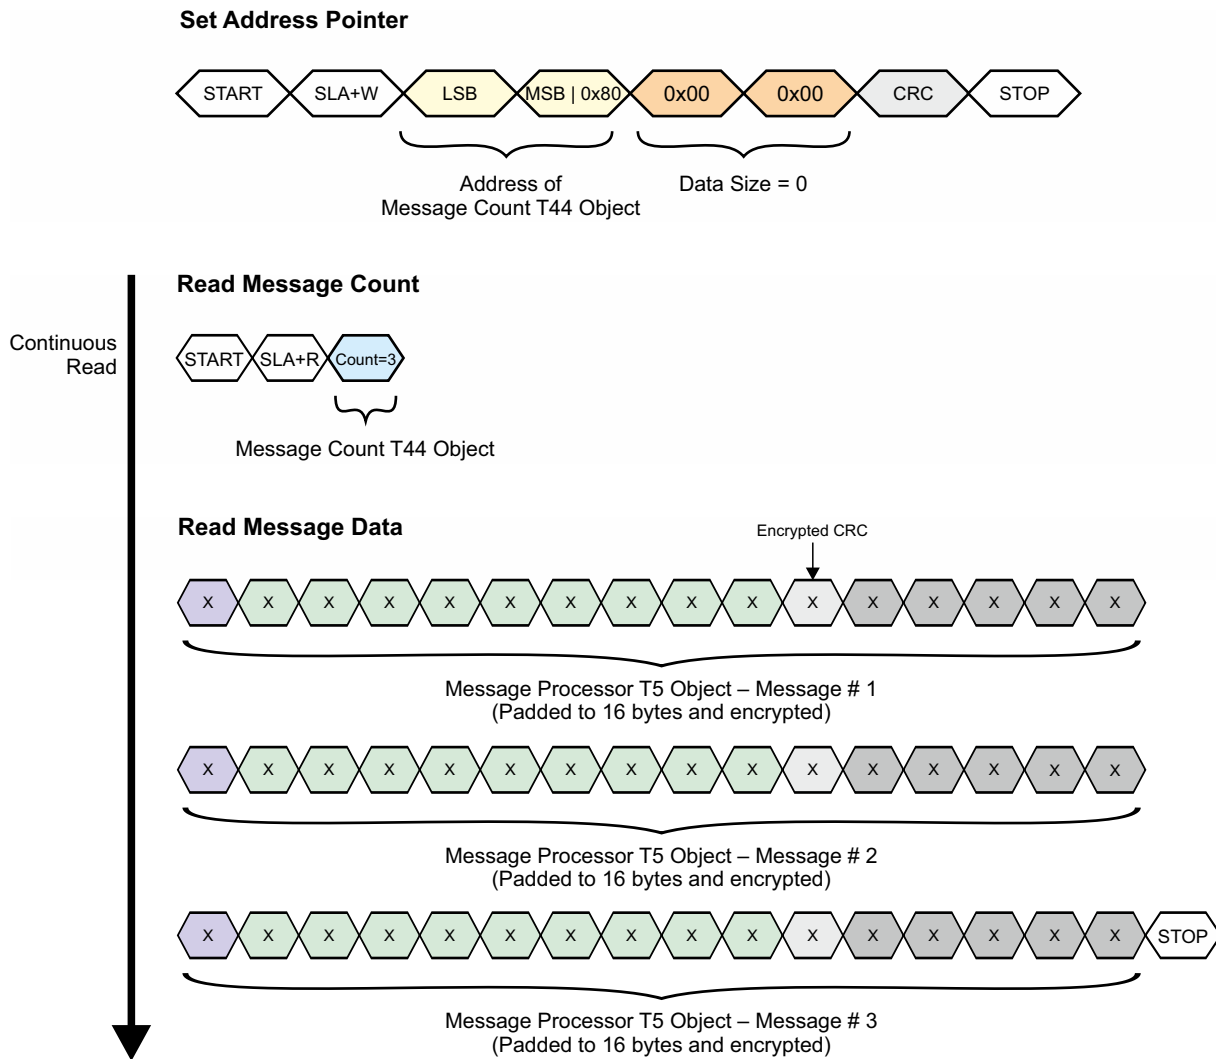 Set Address Pointer
START SLA+W LSB MSB | 0x80 0x00 0x00 CRC STOP
Address of
Message Count T44 Object
Data Size = 0
Read Message Count
Continuous
Read
START SLA+R Count=3
Message Count T44 Object
Read Message Data
Encrypted CRC
X X X X X X X X X X X X X X X X
Message Processor T5 Object – Message # 1
(Padded to 16 bytes and encrypted)
X X X X X X X X X X X X X X X X
Message Processor T5 Object – Message # 2
(Padded to 16 bytes and encrypted)
X X X X X X X X X X X X X X X X STOP
Message Processor T5 Object – Message # 3
(Padded to 16 bytes and encrypted)